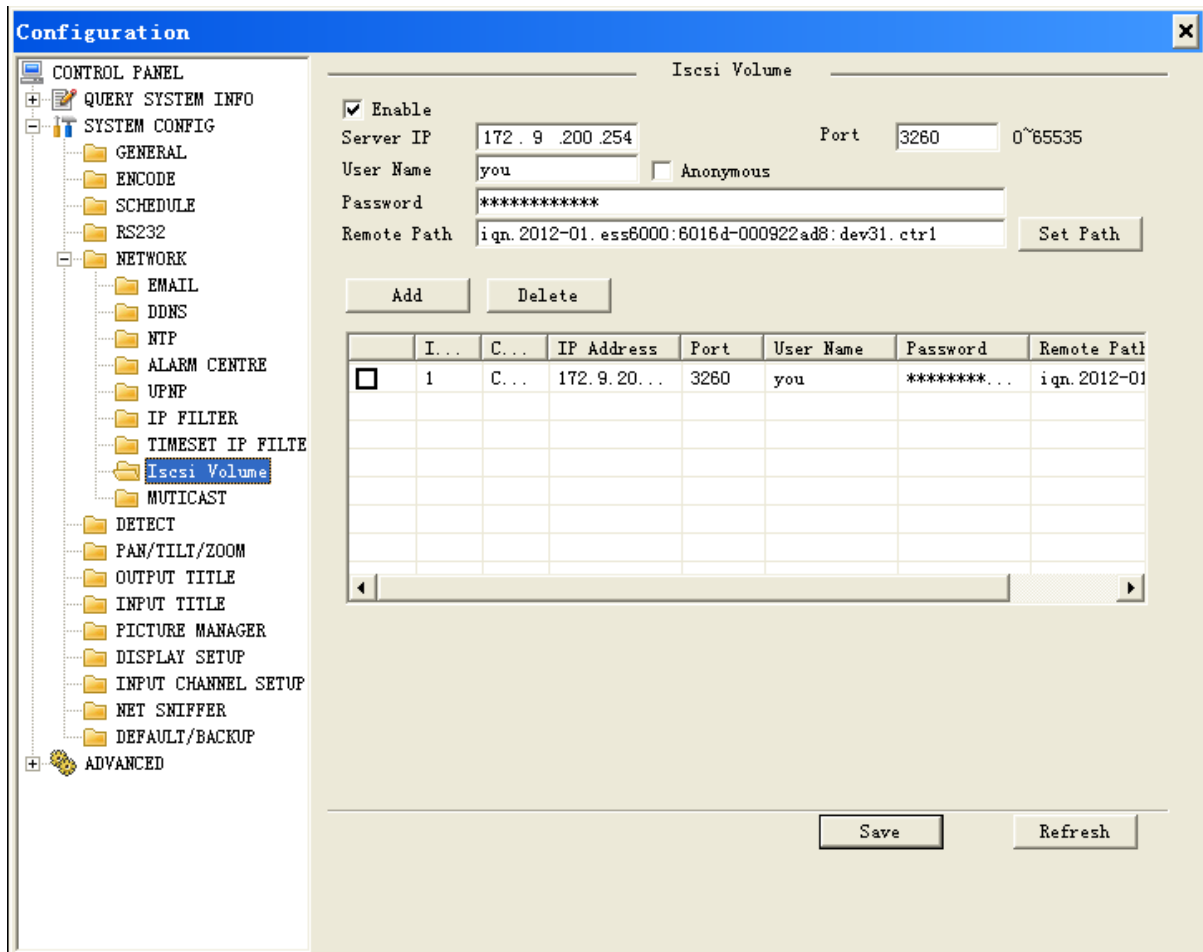 Configuration
CONTROL PANEL
QUERY SYSTEM INFO
SYSTEM CONFIG
GENERAL
ENCODE
SCHEDULE
RS232
NETWORK
EMAIL
DDNS
NTP
ALARM CENTRE
UPNP
IP FILTER
TIMESET IP FILTE
Iscsi Volume
MUTICAST
DETECT
PAN/TILT/ZOOM
OUTPUT TITLE
INPUT TITLE
PICTURE MANAGER
DISPLAY SETUP
INPUT CHANNEL SETUP
NET SNIFFER
DEFAULT/BACKUP
ADVANCED
Iscsi Volume
Enable
Server IP 172 . 9 .200 .254 Port 3260 0~65535
User Name you Anonymous
Password ************
Remote Path iqn.2012-01.ess6000:6016d-000922ad8:dev31.ctr1 Set Path
Add Delete
I... C... IP Address Port User Name Password Remote Path
1 C... 172.9.20... 3260 you ********... iqn.2012-01
Save Refresh